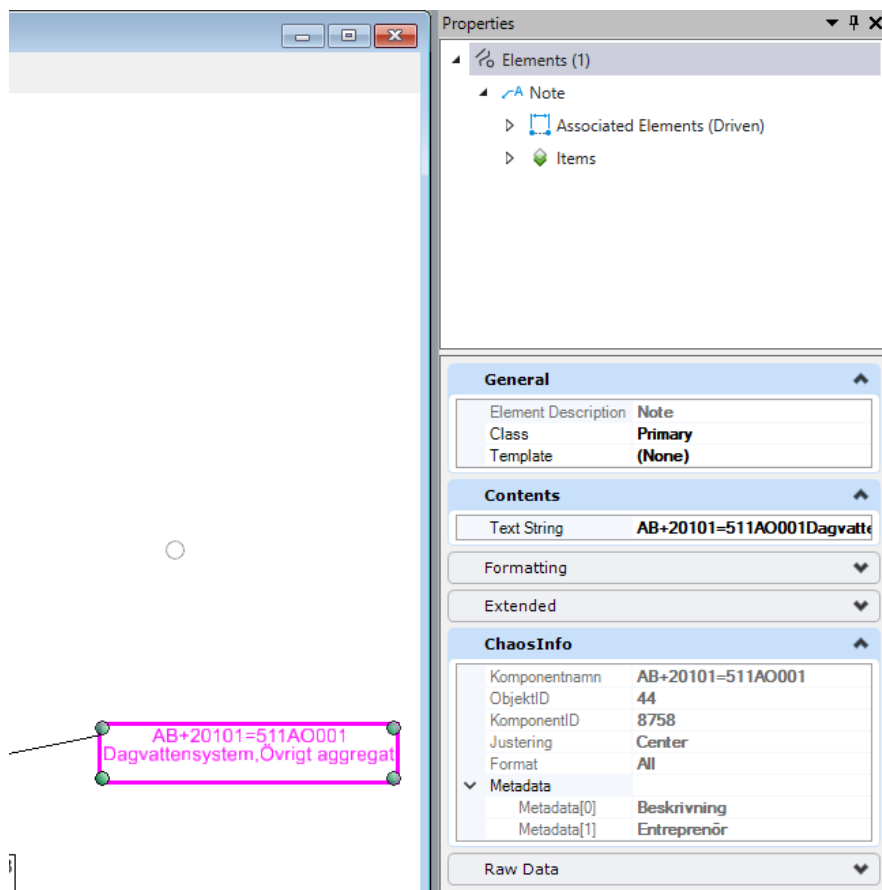 Properties
Elements (1)
Note
Associated Elements (Driven)
Items
General
Element Description Note
Class Primary
Template (None)
Contents
Text String AB+20101=511AO001Dagvatte
Formatting
Extended
ChaosInfo
Komponentnamn AB+20101=511AO001
ObjektID 44
KomponentID 8758
Justering Center
Format All
Metadata
Metadata[0] Beskrivning
Metadata[1] Entreprenör
Raw Data
AB+20101=511AO001
Dagvattensystem,Övrigt aggregat